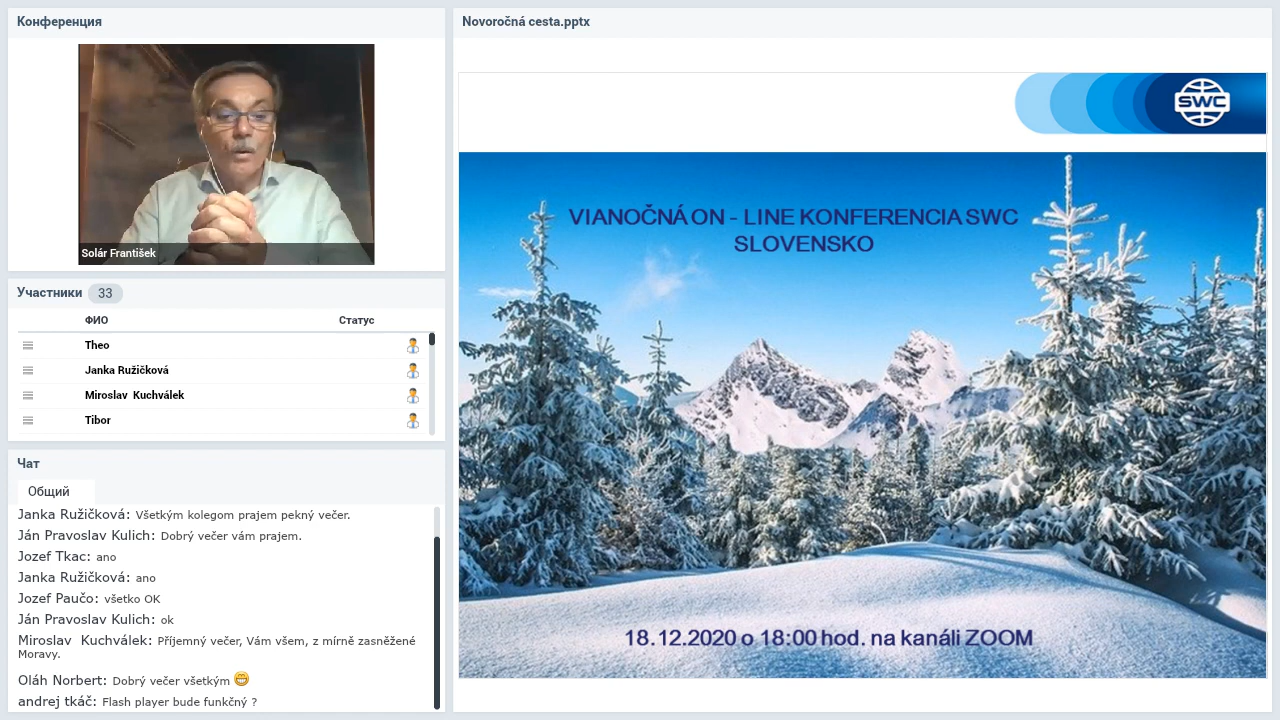 Конференция
Solár František
Участники 33
ФИО Статус
Theo
Janka Ružičková
Miroslav Kuchválek
Tibor
Чат
Общий
Janka Ružičková: Všetkým kolegom prajem pekný večer.
Ján Pravoslav Kulich: Dobrý večer vám prajem.
Jozef Tkac: ano
Janka Ružičková: ano
Jozef Paučo: všetko OK
Ján Pravoslav Kulich: ok
Miroslav Kuchválek: Příjemný večer, Vám všem, z mírně zasněžené
Moravy.
Oláh Norbert: Dobrý večer všetkým 😁
andrej tkáč: Flash player bude funkčný ?
Novoročná cesta.pptx
SWC
VIANOČNÁ ON - LINE KONFERENCIA SWC
SLOVENSKO
18.12.2020 o 18:00 hod. na kanáli ZOOM